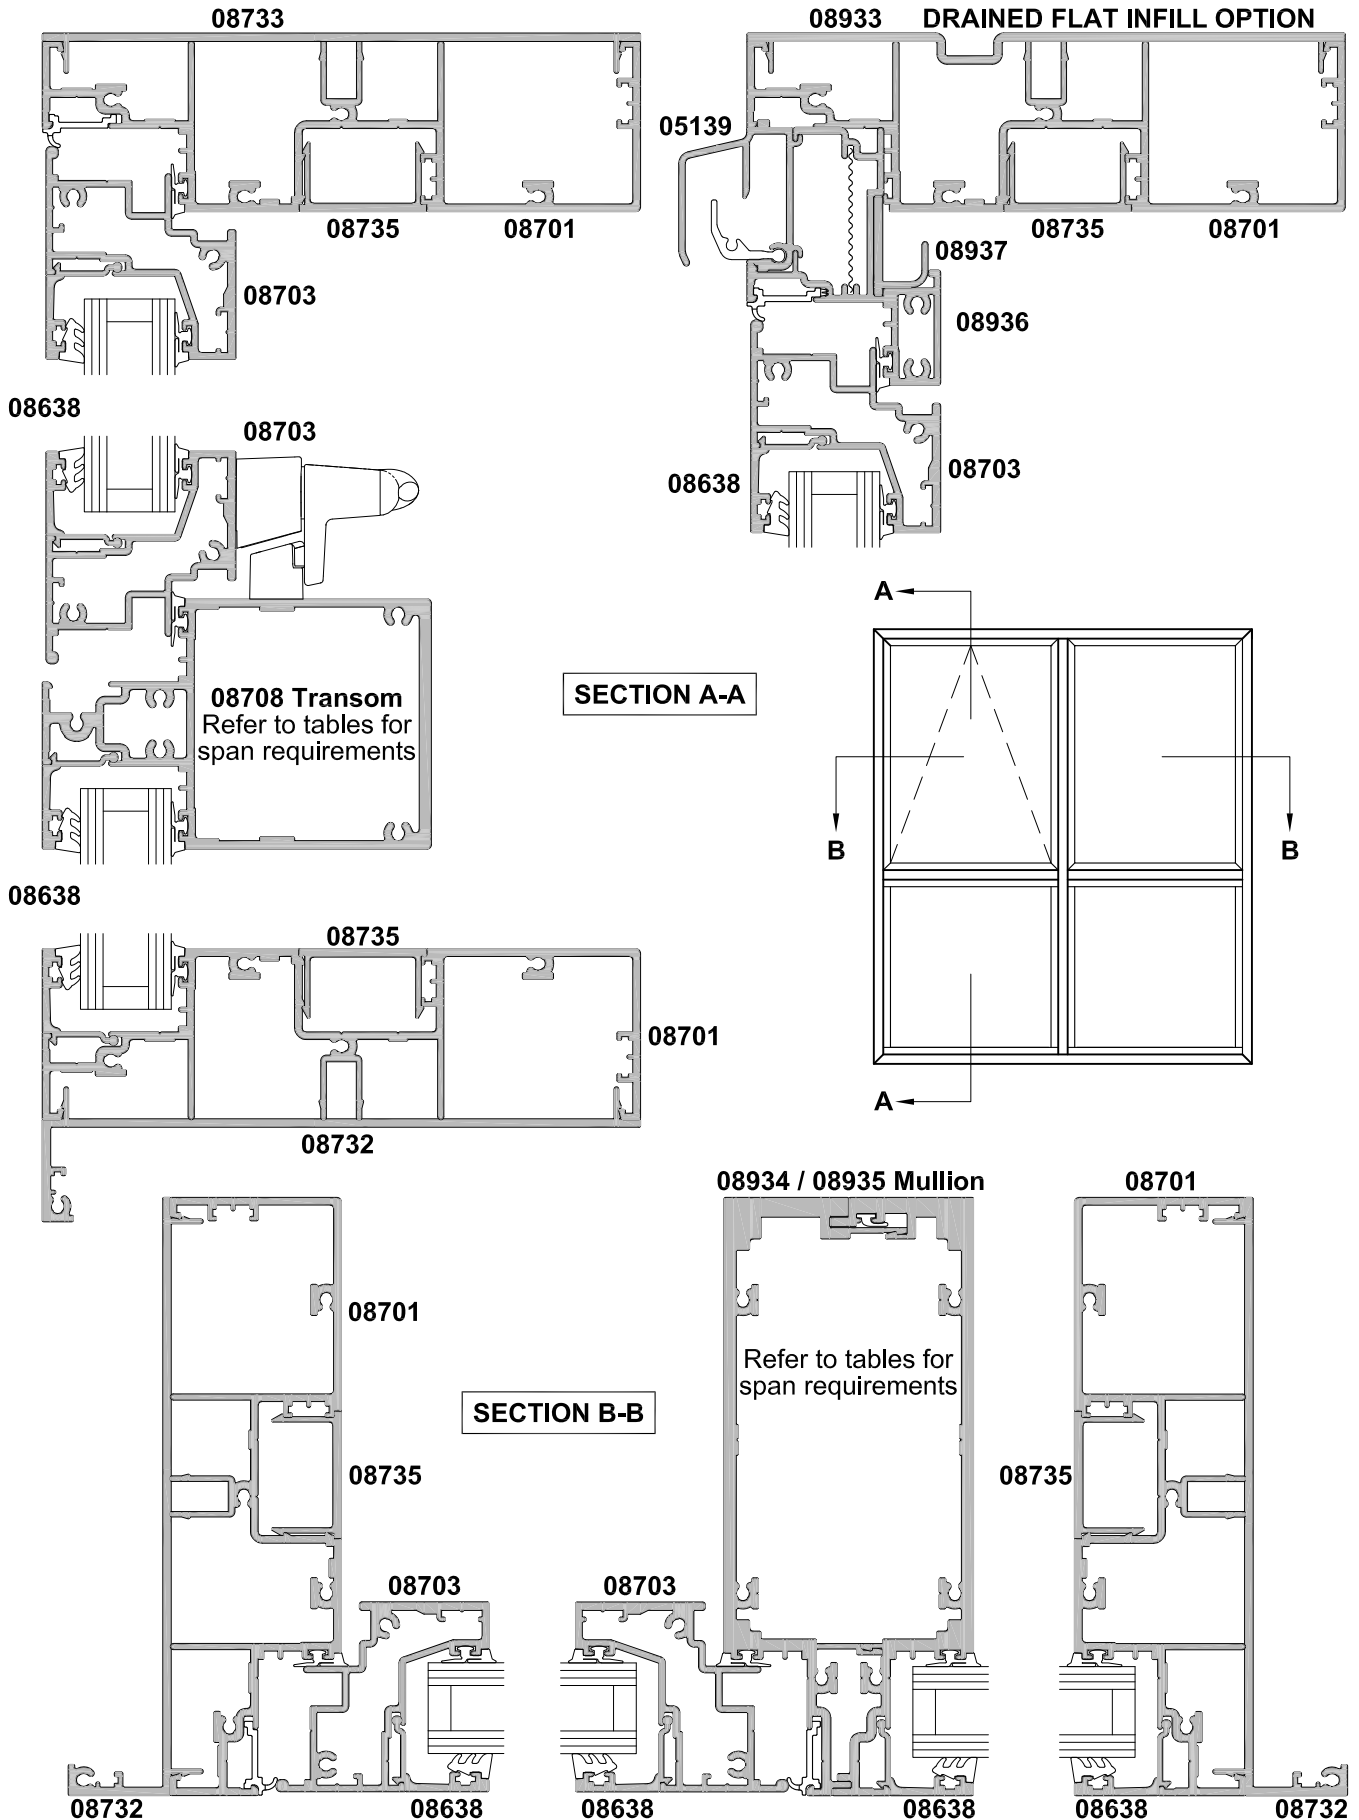 08733
08933 DRAINED FLAT INFILL OPTION
05139
08735
08701
08703
08735
08701
08937
08936
08638
08703
08638
08703
08708 Transom
Refer to tables for
span requirements
SECTION A-A
A
B
B
A
08638
08735
08701
08732
08934 / 08935 Mullion
08701
08701
Refer to tables for
span requirements
SECTION B-B
08735
08735
08703
08703
08732
08638
08638
08638
08638
08732